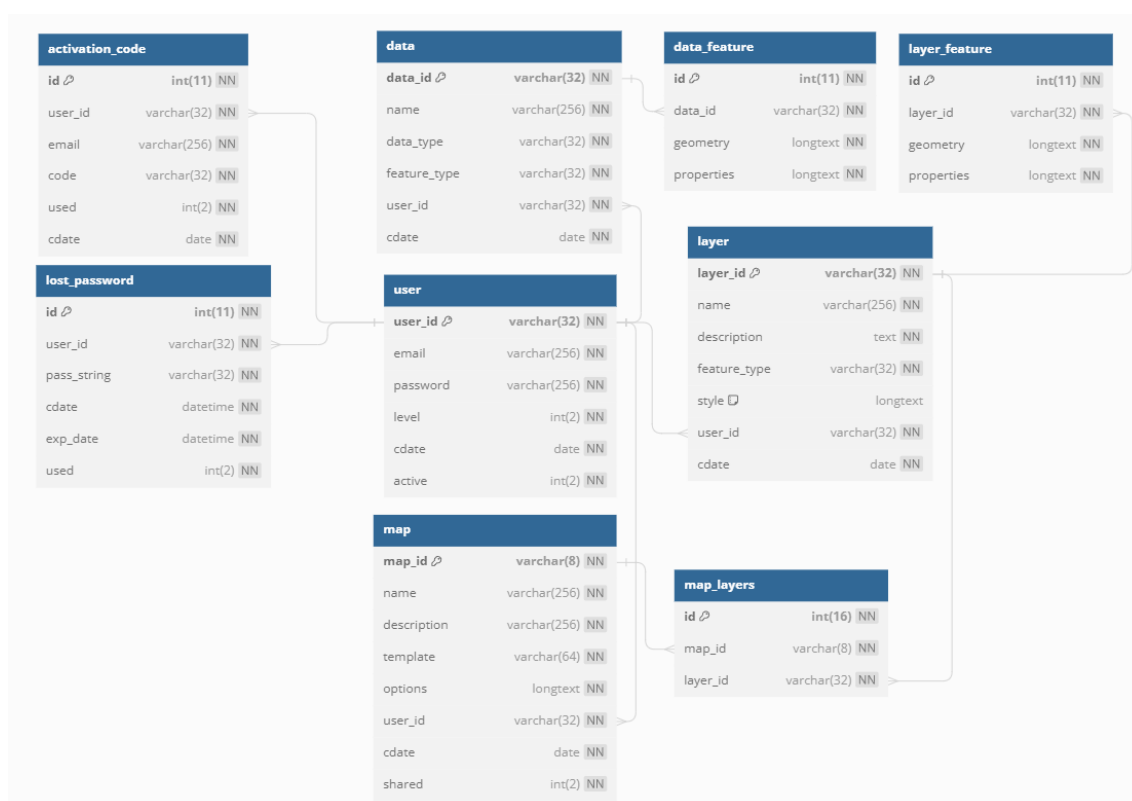 activation_code
id int(11) NN
user_id varchar(32) NN
email varchar(256) NN
code varchar(32) NN
used int(2) NN
cdate date NN
data
data_id varchar(32) NN
name varchar(256) NN
data_type varchar(32) NN
feature_type varchar(32) NN
user_id varchar(32) NN
cdate date NN
data_feature
id int(11) NN
data_id varchar(32) NN
geometry longtext NN
properties longtext NN
layer_feature
id int(11) NN
layer_id varchar(32) NN
geometry longtext NN
properties longtext NN
lost_password
id int(11) NN
user_id varchar(32) NN
pass_string varchar(32) NN
cdate datetime NN
exp_date datetime NN
used int(2) NN
user
user_id varchar(32) NN
email varchar(256) NN
password varchar(256) NN
level int(2) NN
cdate date NN
active int(2) NN
layer
layer_id varchar(32) NN
name varchar(256) NN
description text NN
feature_type varchar(32) NN
style longtext
user_id varchar(32) NN
cdate date NN
map
map_id varchar(8) NN
name varchar(256) NN
description varchar(256) NN
template varchar(64) NN
options longtext NN
user_id varchar(32) NN
cdate date NN
shared int(2) NN
map_layers
id int(16) NN
map_id varchar(8) NN
layer_id varchar(32) NN